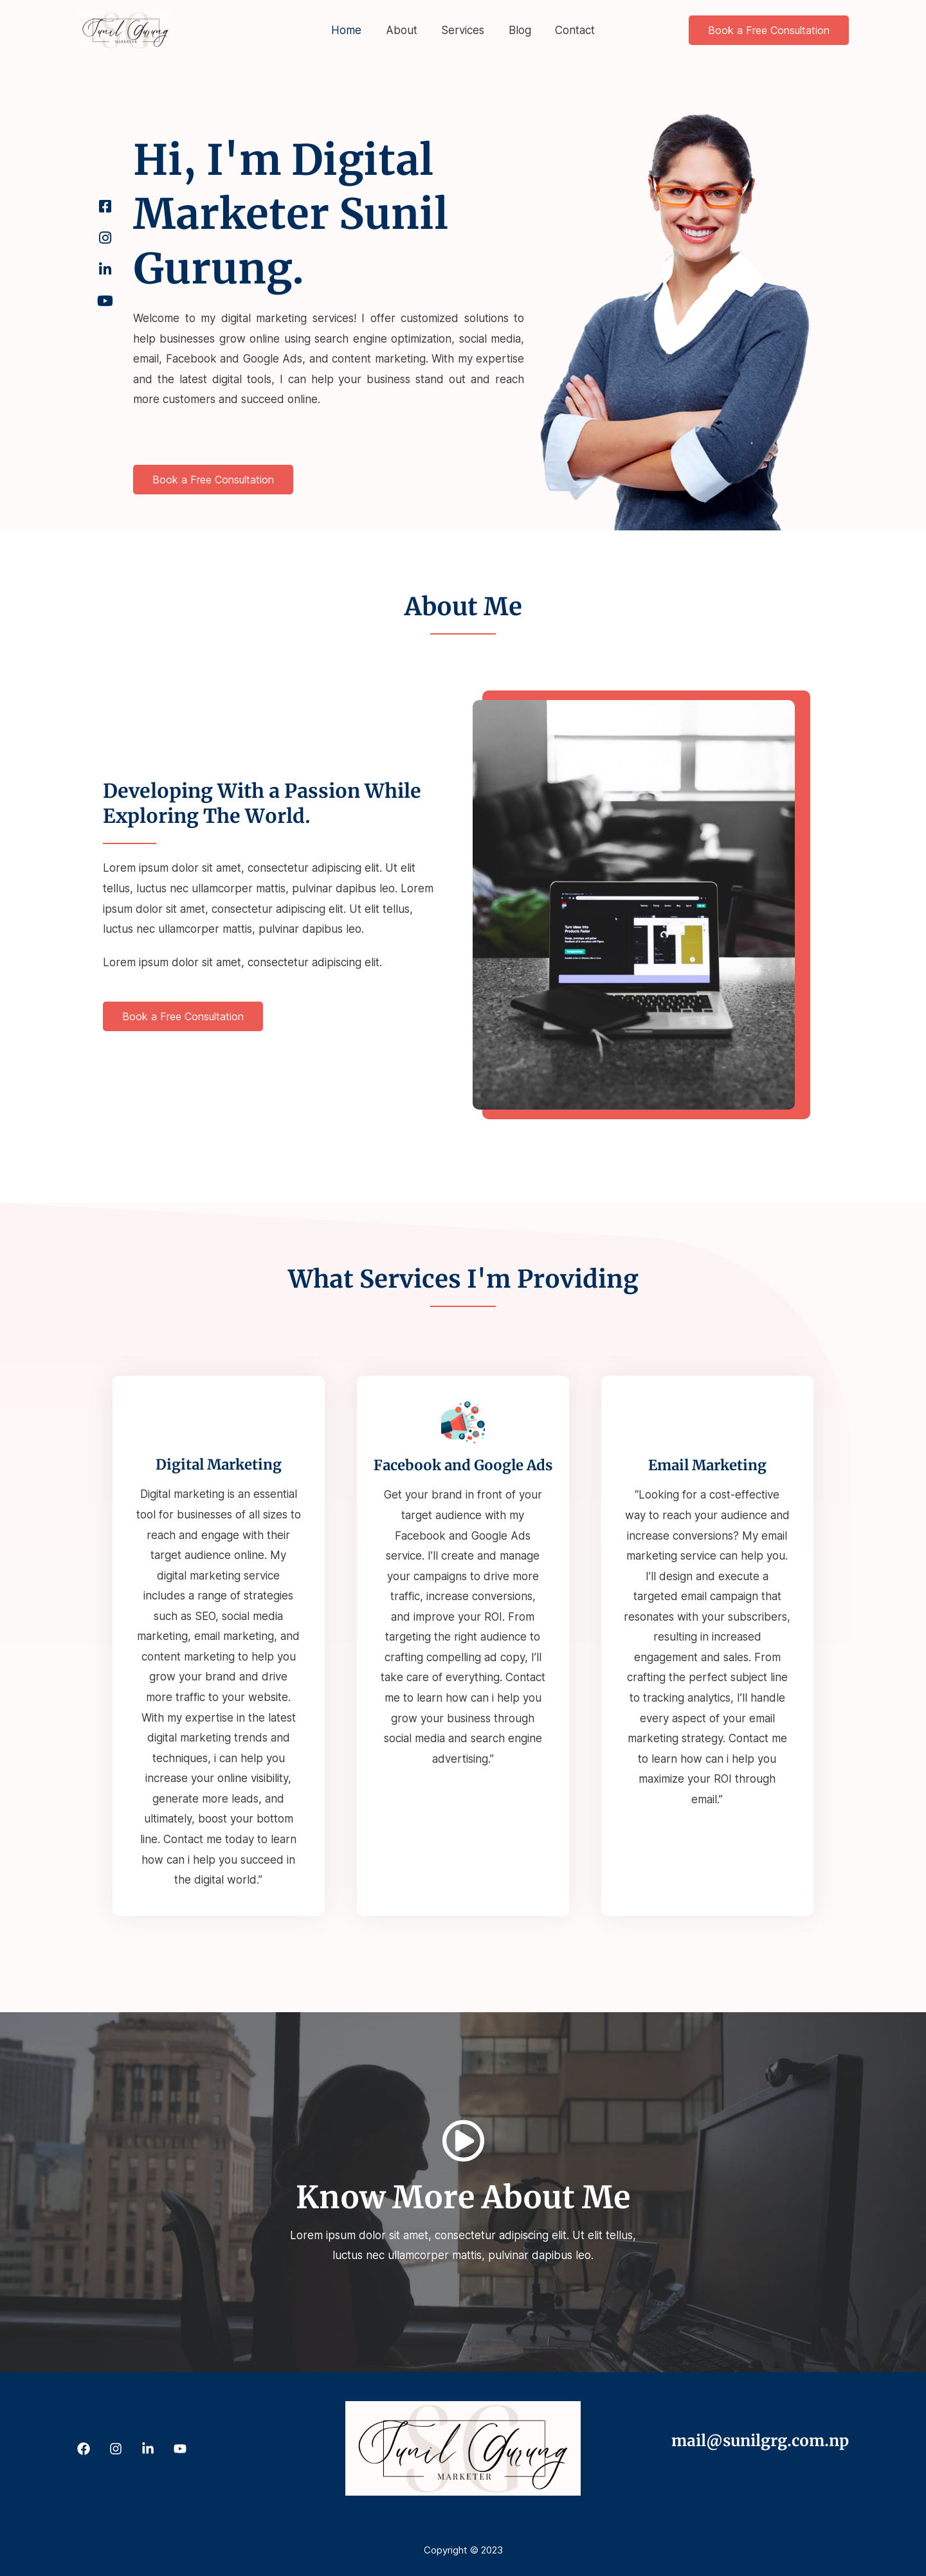 Sunil Gurung
MARKETER
Home About Services Blog Contact
Book a Free Consultation
Hi, I'm Digital
Marketer Sunil
Gurung.
Welcome to my digital marketing services! I offer customized solutions to
help businesses grow online using search engine optimization, social media,
email, Facebook and Google Ads, and content marketing. With my expertise
and the latest digital tools, I can help your business stand out and reach
more customers and succeed online.
Book a Free Consultation
About Me
Developing With a Passion While
Exploring The World.
Lorem ipsum dolor sit amet, consectetur adipiscing elit. Ut elit
tellus, luctus nec ullamcorper mattis, pulvinar dapibus leo. Lorem
ipsum dolor sit amet, consectetur adipiscing elit. Ut elit tellus,
luctus nec ullamcorper mattis, pulvinar dapibus leo.
Lorem ipsum dolor sit amet, consectetur adipiscing elit.
Book a Free Consultation
Turn Ideas into
Products Faster
What Services I'm Providing
Digital Marketing
Digital marketing is an essential
tool for businesses of all sizes to
reach and engage with their
target audience online. My
digital marketing service
includes a range of strategies
such as SEO, social media
marketing, email marketing, and
content marketing to help you
grow your brand and drive
more traffic to your website.
With my expertise in the latest
digital marketing trends and
techniques, i can help you
increase your online visibility,
generate more leads, and
ultimately, boost your bottom
line. Contact me today to learn
how can i help you succeed in
the digital world.”
Facebook and Google Ads
Get your brand in front of your
target audience with my
Facebook and Google Ads
service. I’ll create and manage
your campaigns to drive more
traffic, increase conversions,
and improve your ROI. From
targeting the right audience to
crafting compelling ad copy, I’ll
take care of everything. Contact
me to learn how can i help you
grow your business through
social media and search engine
advertising.”
Email Marketing
“Looking for a cost-effective
way to reach your audience and
increase conversions? My email
marketing service can help you.
I’ll design and execute a
targeted email campaign that
resonates with your subscribers,
resulting in increased
engagement and sales. From
crafting the perfect subject line
to tracking analytics, I’ll handle
every aspect of your email
marketing strategy. Contact me
to learn how can i help you
maximize your ROI through
email.”
Know More About Me
Lorem ipsum dolor sit amet, consectetur adipiscing elit. Ut elit tellus,
luctus nec ullamcorper mattis, pulvinar dapibus leo.
SG
Sunil Gurung
MARKETER
mail@sunilgrg.com.np
Copyright © 2023